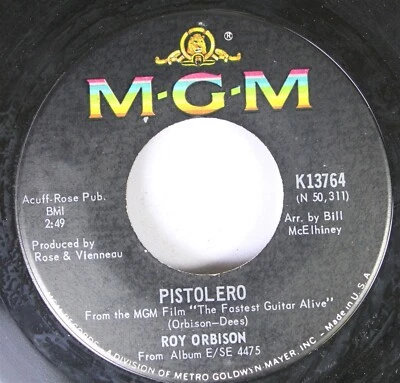 ®
M-G-M
Acuff-Rose Pub.
BMI
2:49
Produced by
Rose & Vienneau
K13764
(N 50,311)
Arr. by Bill
McElhiney
PISTOLERO
From the MGM Film "The Fastest Guitar Alive"
(Orbison-Dees)
ROY ORBISON
From Album E/SE 4475
RECORDS - A DIVISION OF METRO GOLDWYN-MAYER, INC. - Made in U.S.A.